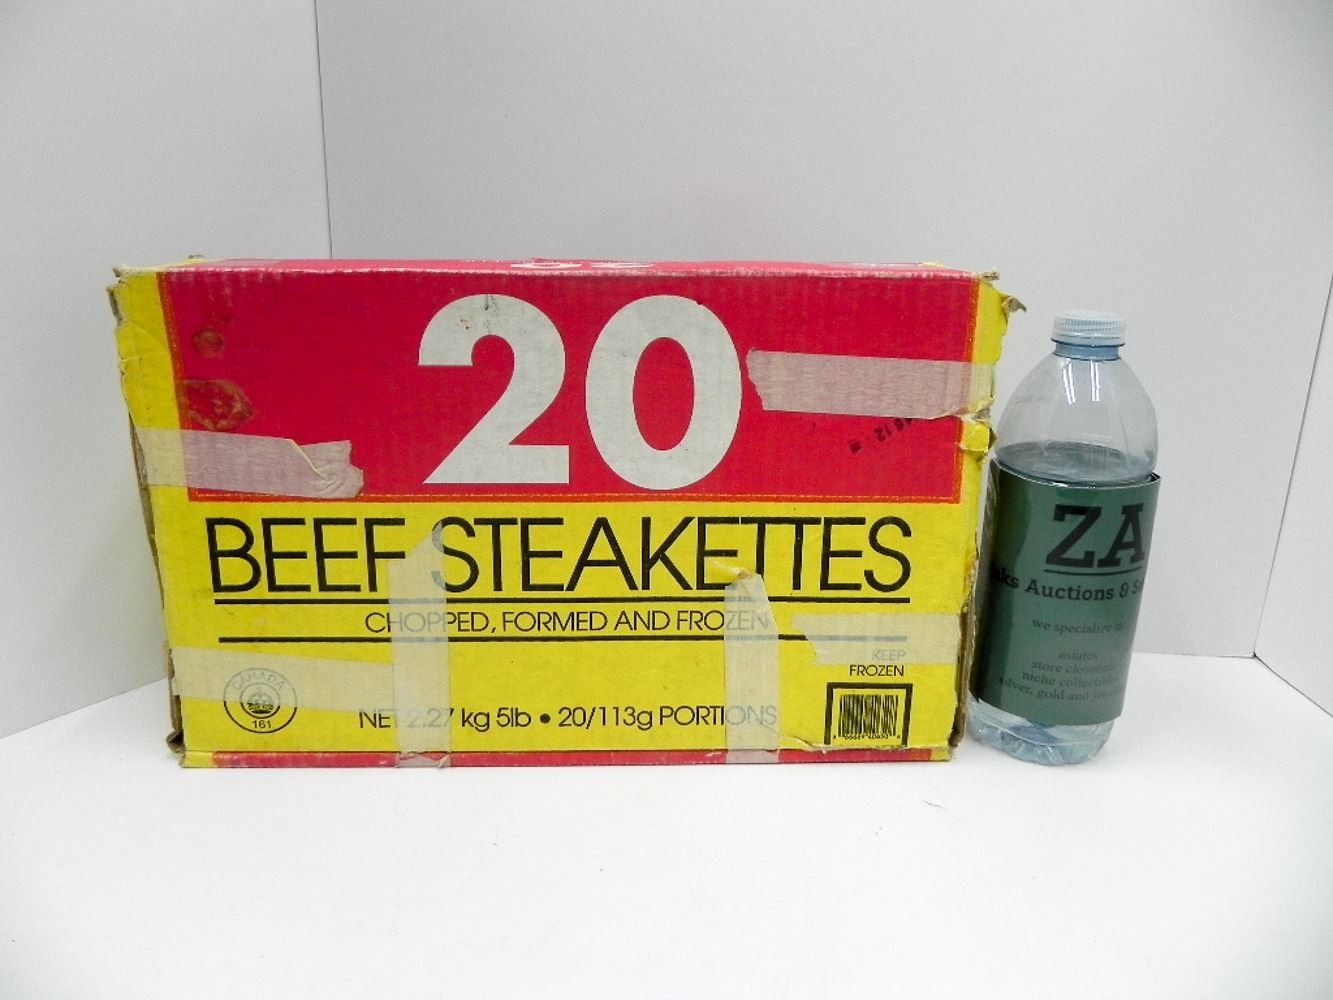 20
BEEF STEAKETTES
CHOPPED, FORMED AND FROZEN
KEEP
FROZEN
CANADA
161
NET 2.27 kg 5lb • 20/113g PORTIONS
ZA
aks Auctions & S
we specialize in:
estates
store closeouts
niche collectibles
silver, gold and